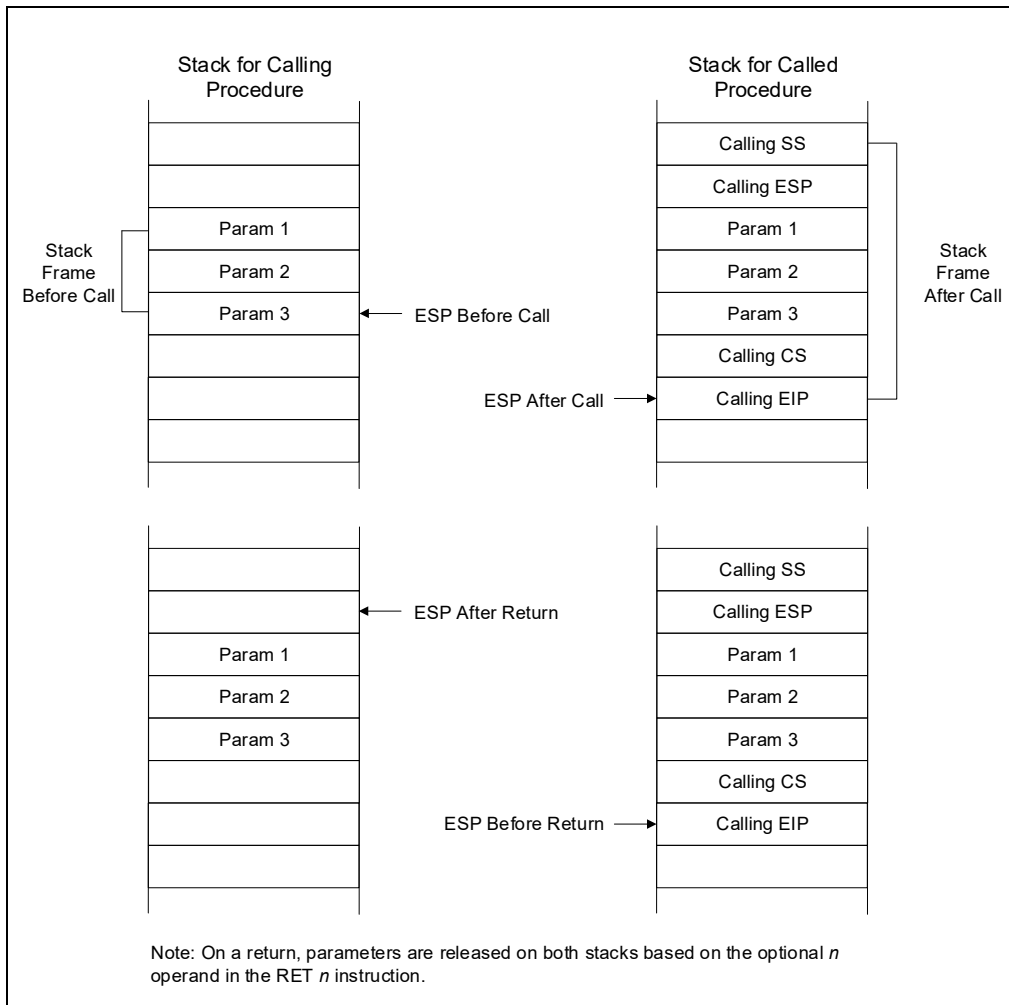 Stack for Calling
Procedure
Stack for Called
Procedure
Calling SS
Calling ESP
Param 1
Param 1
Stack
Frame
Before Call
Param 2
Param 2
Stack
Frame
After Call
Param 3
ESP Before Call
Param 3
Calling CS
ESP After Call
Calling EIP
Calling SS
ESP After Return
Calling ESP
Param 1
Param 1
Param 2
Param 2
Param 3
Param 3
Calling CS
ESP Before Return
Calling EIP
Note: On a return, parameters are released on both stacks based on the optional n
operand in the RET n instruction.